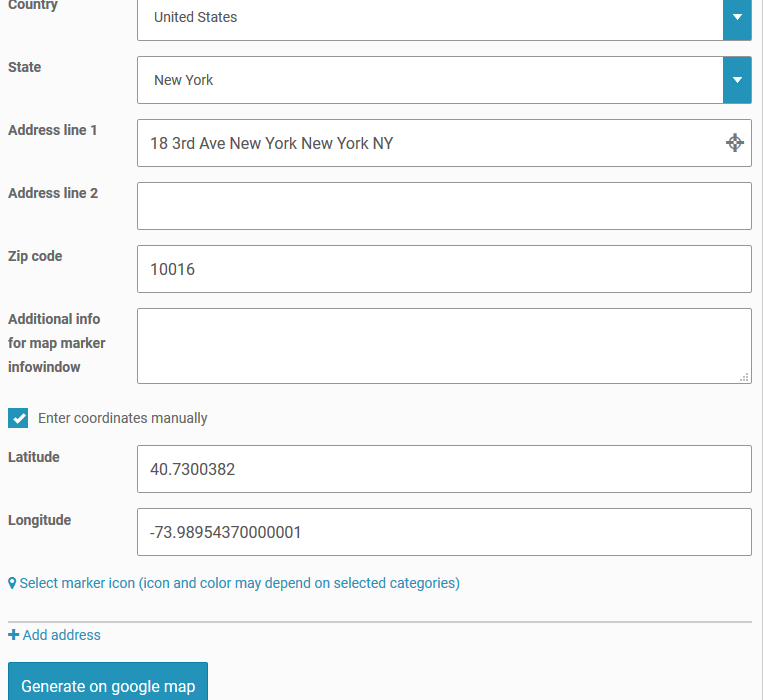 Country
United States
State
New York
Address line 1
18 3rd Ave New York New York NY
Address line 2
Zip code
10016
Additional info
for map marker
infowindow
Enter coordinates manually
Latitude
40.7300382
Longitude
-73.98954370000001
Select marker icon (icon and color may depend on selected categories)
Add address
Generate on google map